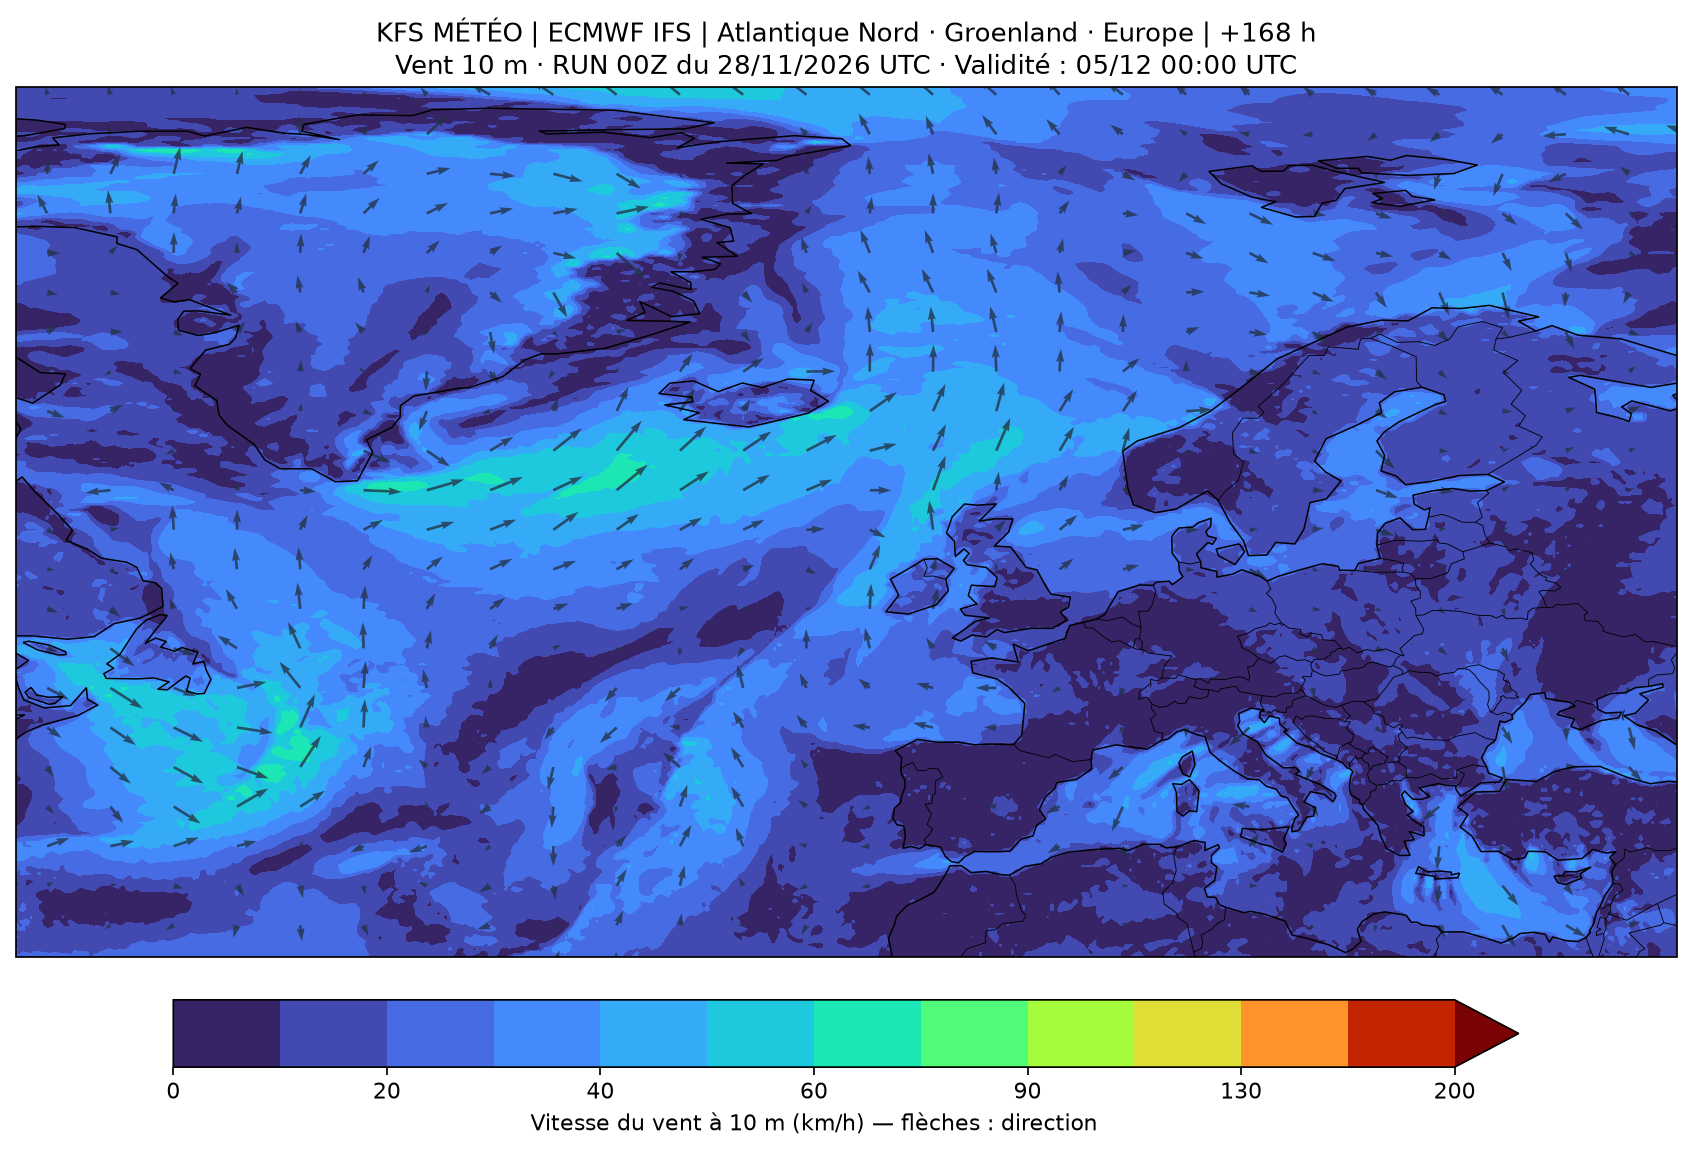 KFS MÉTÉO | ECMWF IFS | Atlantique Nord · Groenland · Europe | +168 h
Vent 10 m · RUN 00Z du 28/11/2026 UTC · Validité : 05/12 00:00 UTC
0 20 40 60 90 130 200
Vitesse du vent à 10 m (km/h) — flèches : direction